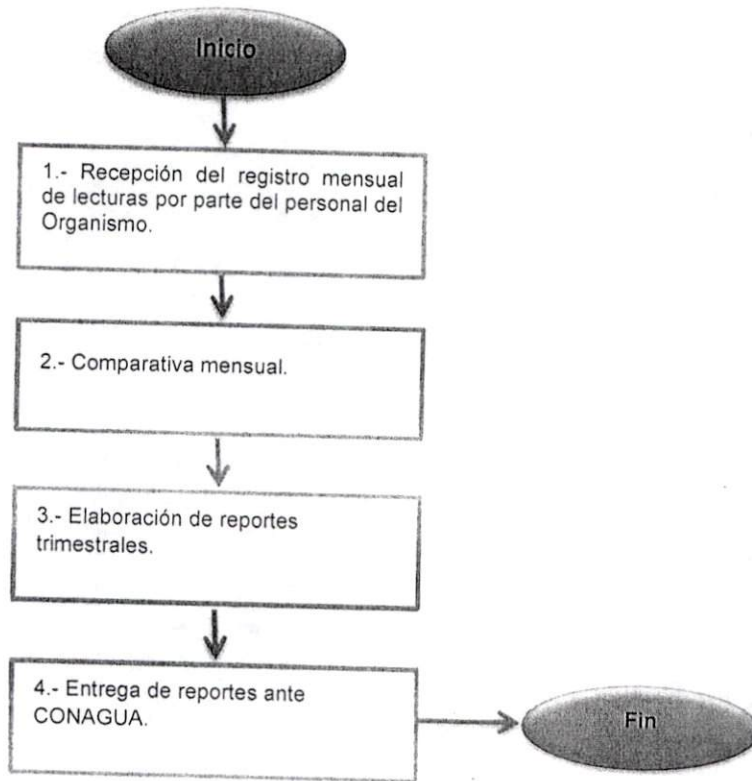 Inicio
1.- Recepción del registro mensual
de lecturas por parte del personal del
Organismo.
2.- Comparativa mensual.
3.- Elaboración de reportes
trimestrales.
4.- Entrega de reportes ante
CONAGUA.
Fin